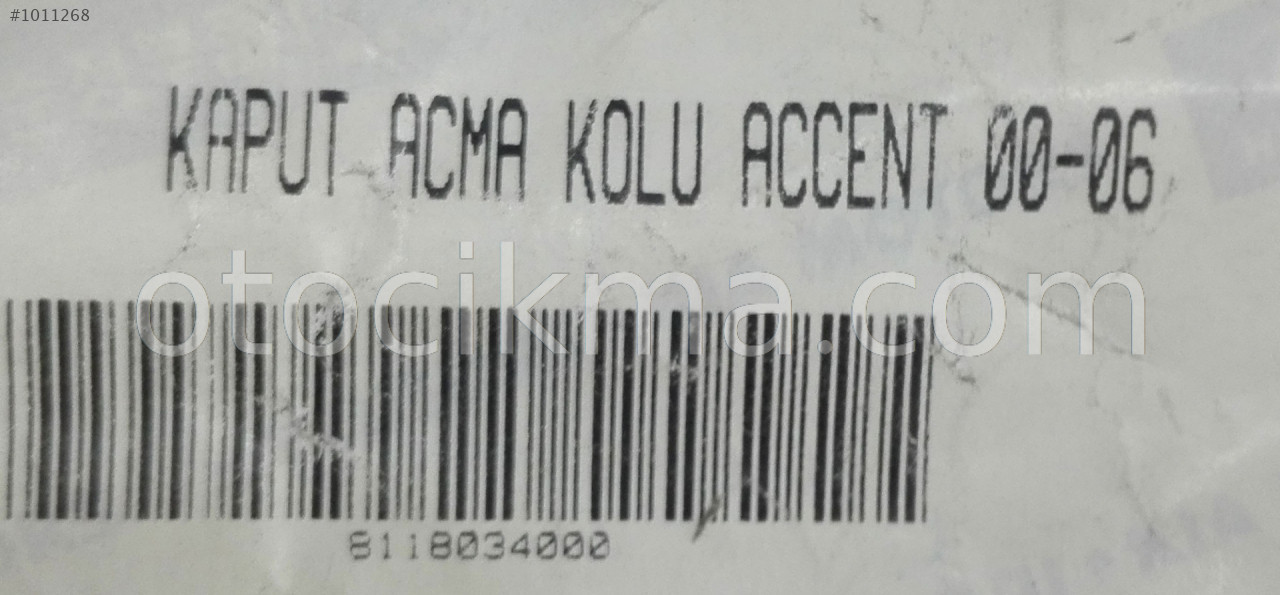 #1011268
KAPUT ACMA KOLU ACCENT 00-06
otocikma.com
8118034000